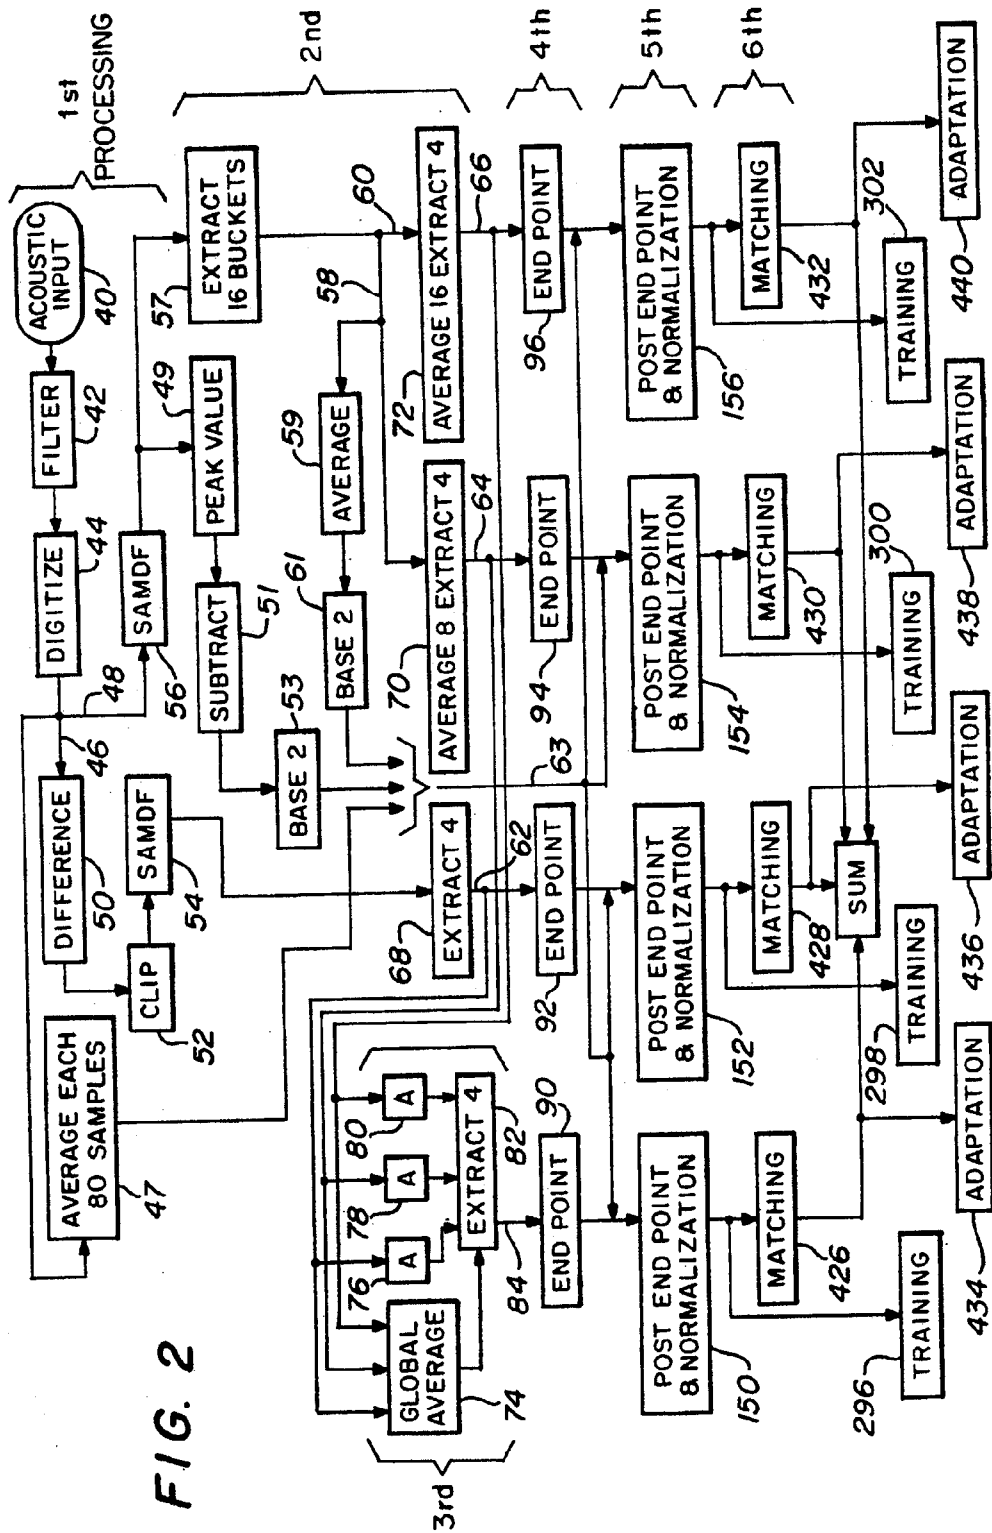 FIG. 2
1st
PROCESSING
ACOUSTIC
INPUT
40
FILTER
42
DIGITIZE
44
46
48
AVERAGE EACH
80 SAMPLES
47
DIFFERENCE
50
CLIP
52
SAMDF
54
SAMDF
56
2nd
EXTRACT
16 BUCKETS
57
PEAK VALUE
49
SUBTRACT
51
BASE 2
53
58
60
AVERAGE
59
BASE 2
61
63
EXTRACT 4
68
62
AVERAGE 8 EXTRACT 4
70
64
AVERAGE 16 EXTRACT 4
72
66
3rd
GLOBAL
AVERAGE
74
A
76
A
78
A
80
EXTRACT 4
82
84
4th
END POINT
90
END POINT
92
END POINT
94
END POINT
96
5th
POST END POINT
& NORMALIZATION
150
POST END POINT
& NORMALIZATION
152
POST END POINT
& NORMALIZATION
154
POST END POINT
& NORMALIZATION
156
6th
MATCHING
426
MATCHING
428
MATCHING
430
MATCHING
432
SUM
TRAINING
296
TRAINING
298
TRAINING
300
TRAINING
302
ADAPTATION
434
ADAPTATION
436
ADAPTATION
438
ADAPTATION
440